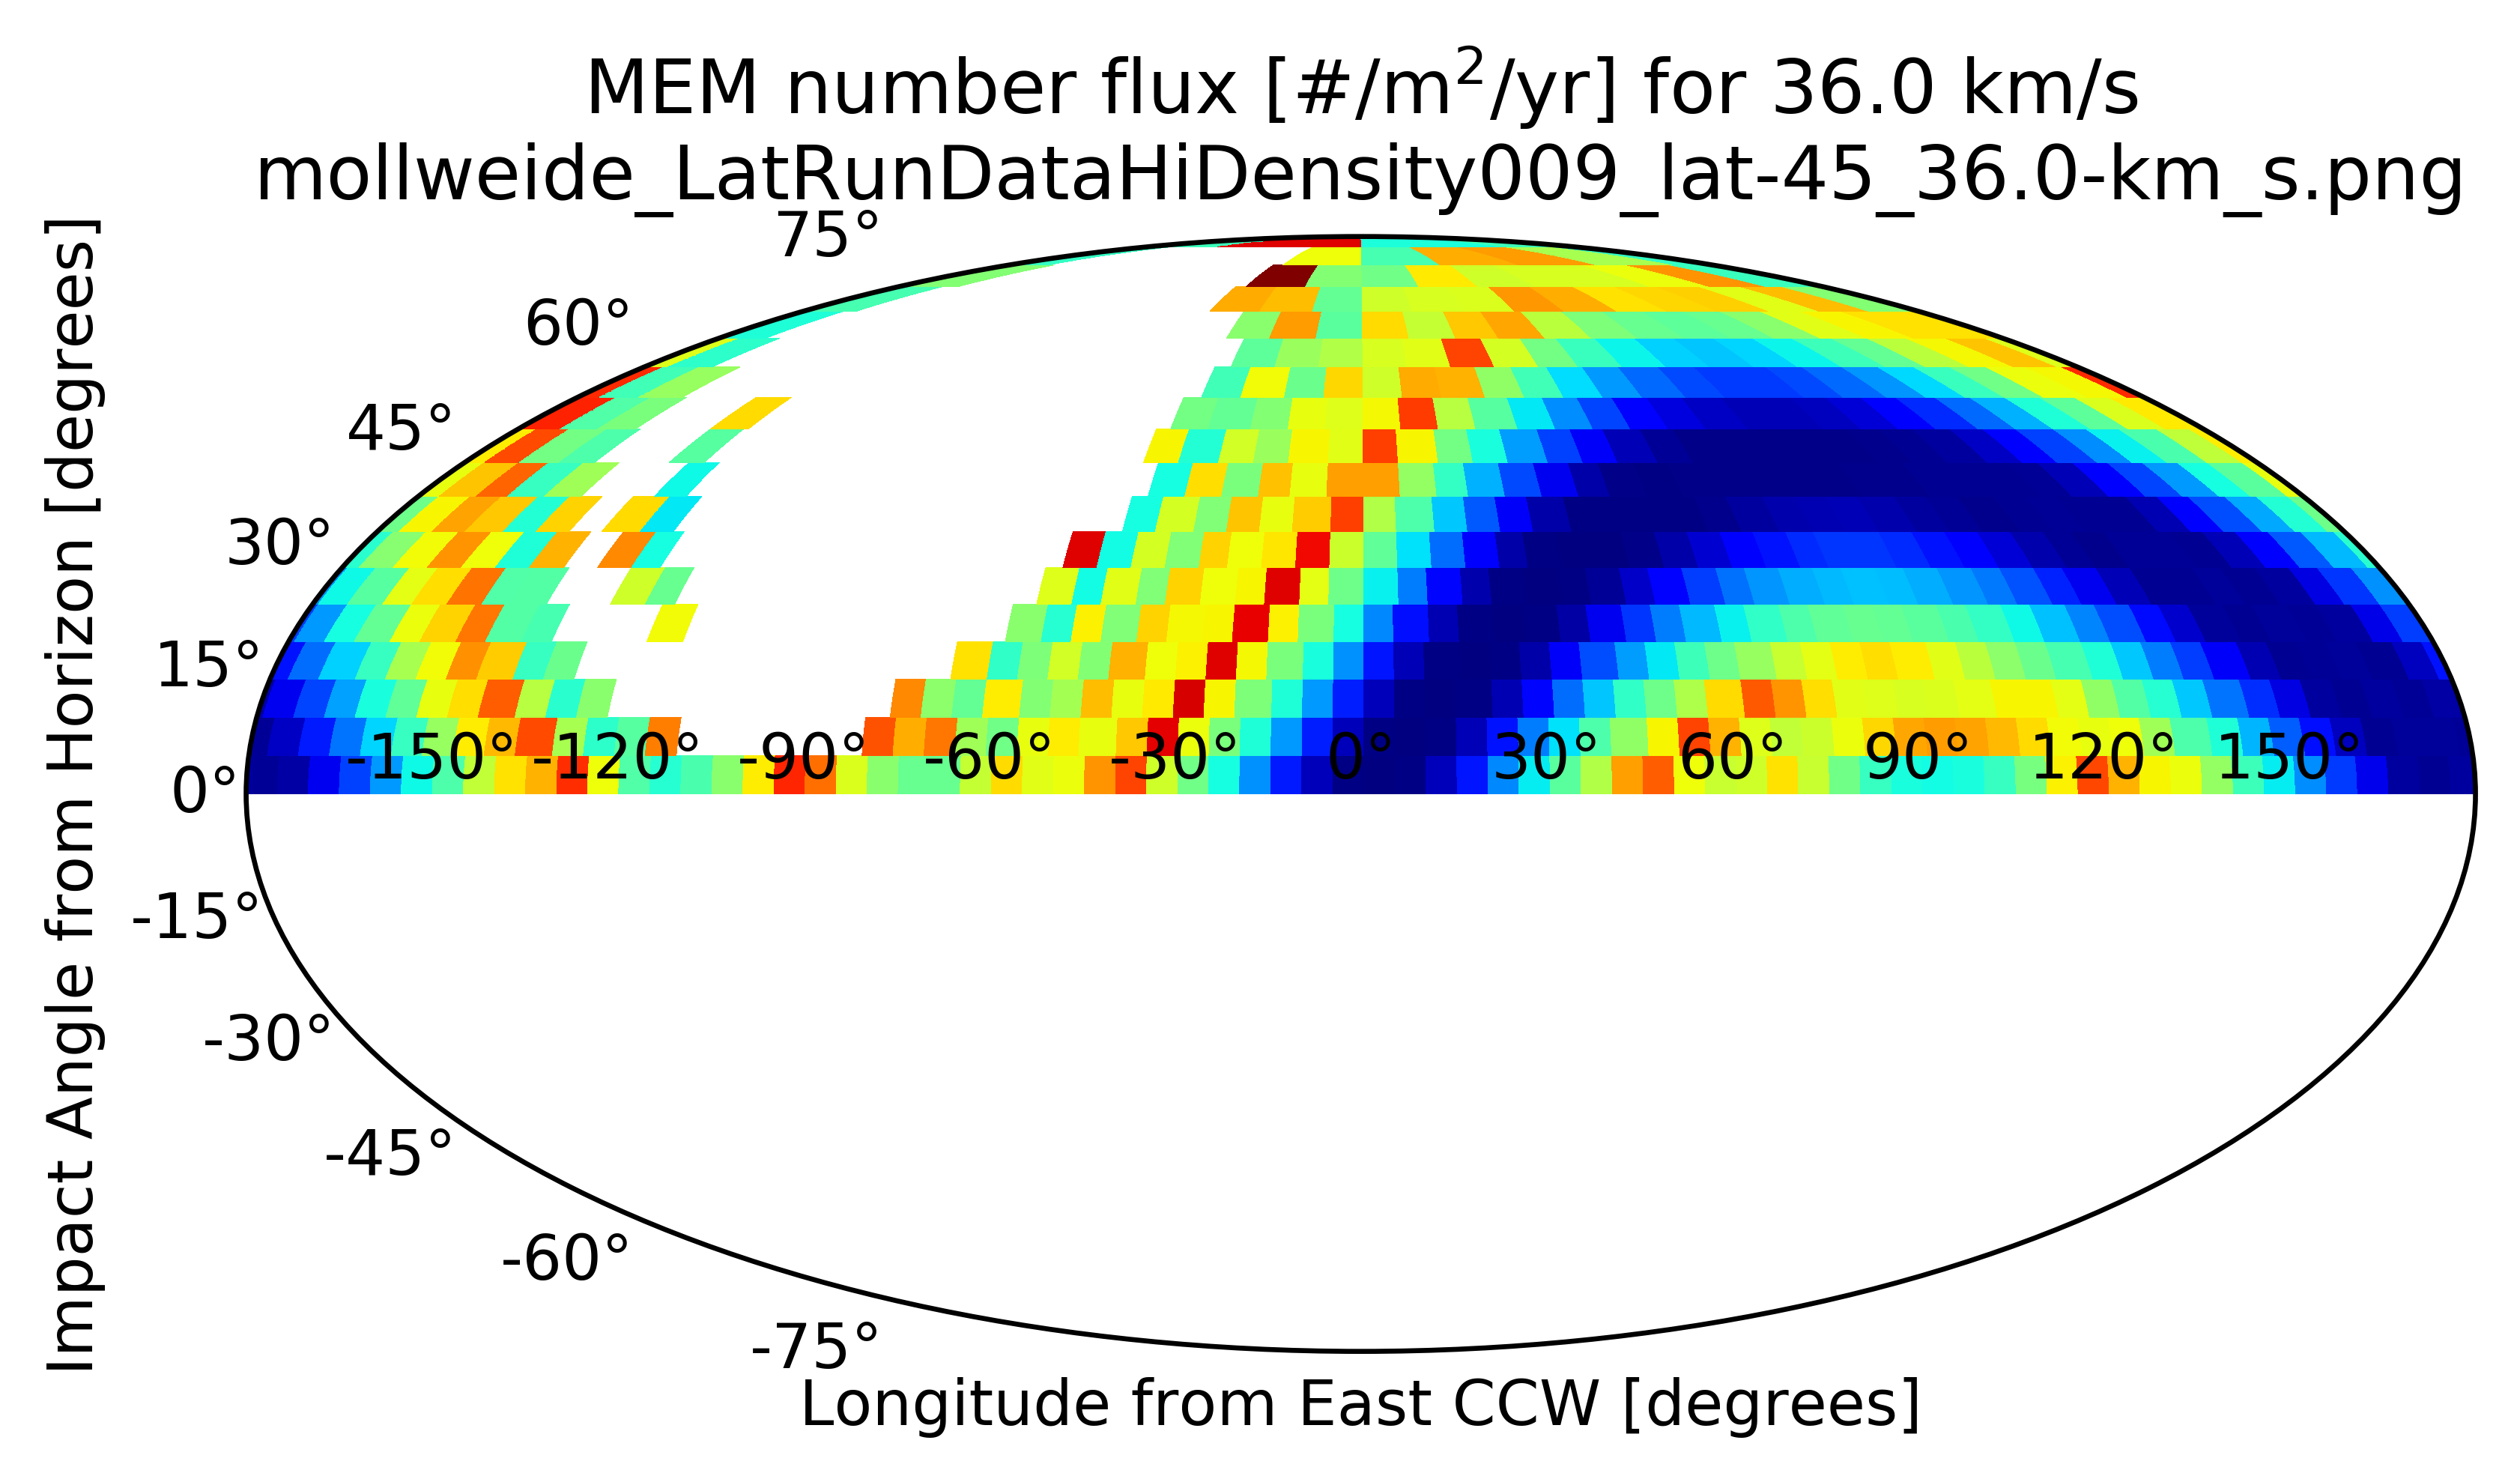 MEM number flux [#/m²/yr] for 36.0 km/s
mollweide_LatRunDataHiDensity009_lat-45_36.0-km_s.png
Impact Angle from Horizon [degrees]
75°
60°
45°
30°
15°
0°
-15°
-30°
-45°
-60°
-75°
-150° -120° -90° -60° -30° 0° 30° 60° 90° 120° 150°
Longitude from East CCW [degrees]